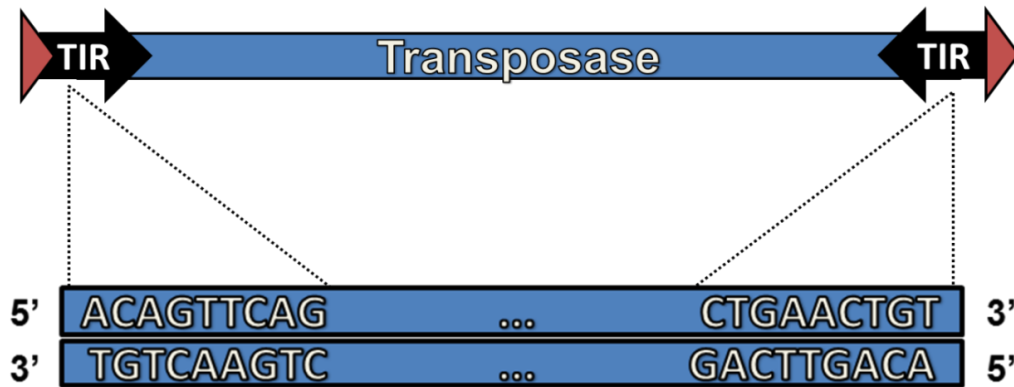 TIR Transposase TIR
5’ ACAGTTCAG ... CTGAACTGT 3’
3’ TGTCAAGTC ... GACTTGACA 5’